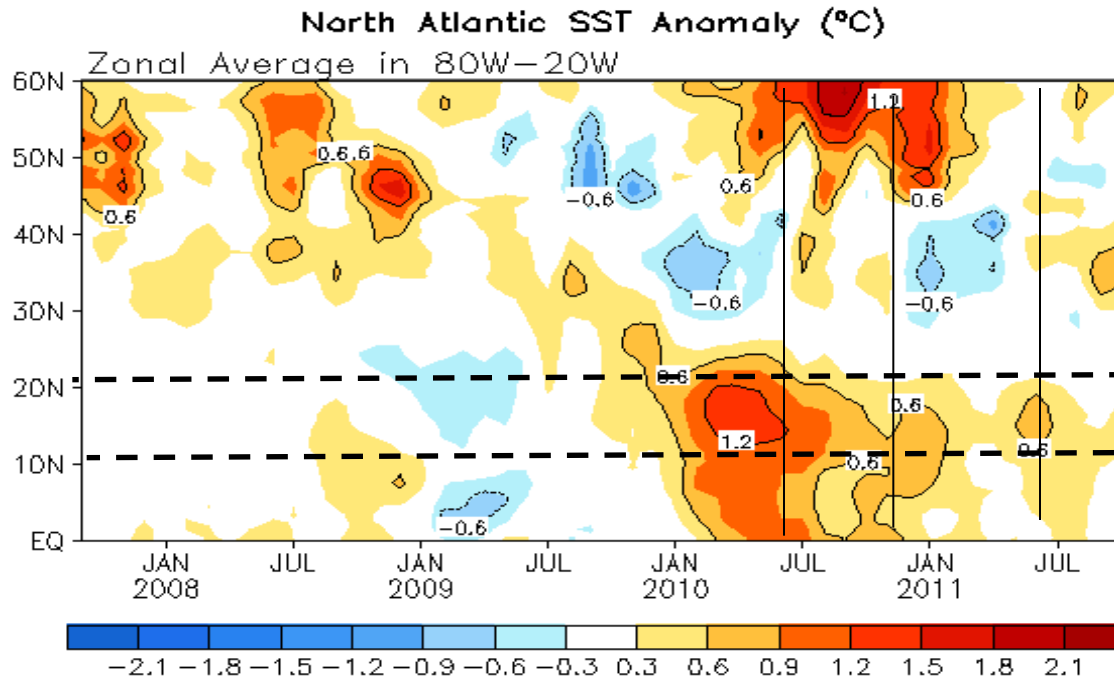 North Atlantic SST Anomaly (ºC)
Zonal Average in 80W–20W
60N
50N
40N
30N
20N
10N
EQ
1.2
0.6
0.6
0.6
0.6
0.6
-0.6
-0.6
-0.6
0.6
0.6
1.2
0.6
0.6
-0.6
JAN JUL JAN JUL JAN JUL JAN JUL
2008 2009 2010 2011
-2.1 -1.8 -1.5 -1.2 -0.9 -0.6 -0.3 0.3 0.6 0.9 1.2 1.5 1.8 2.1